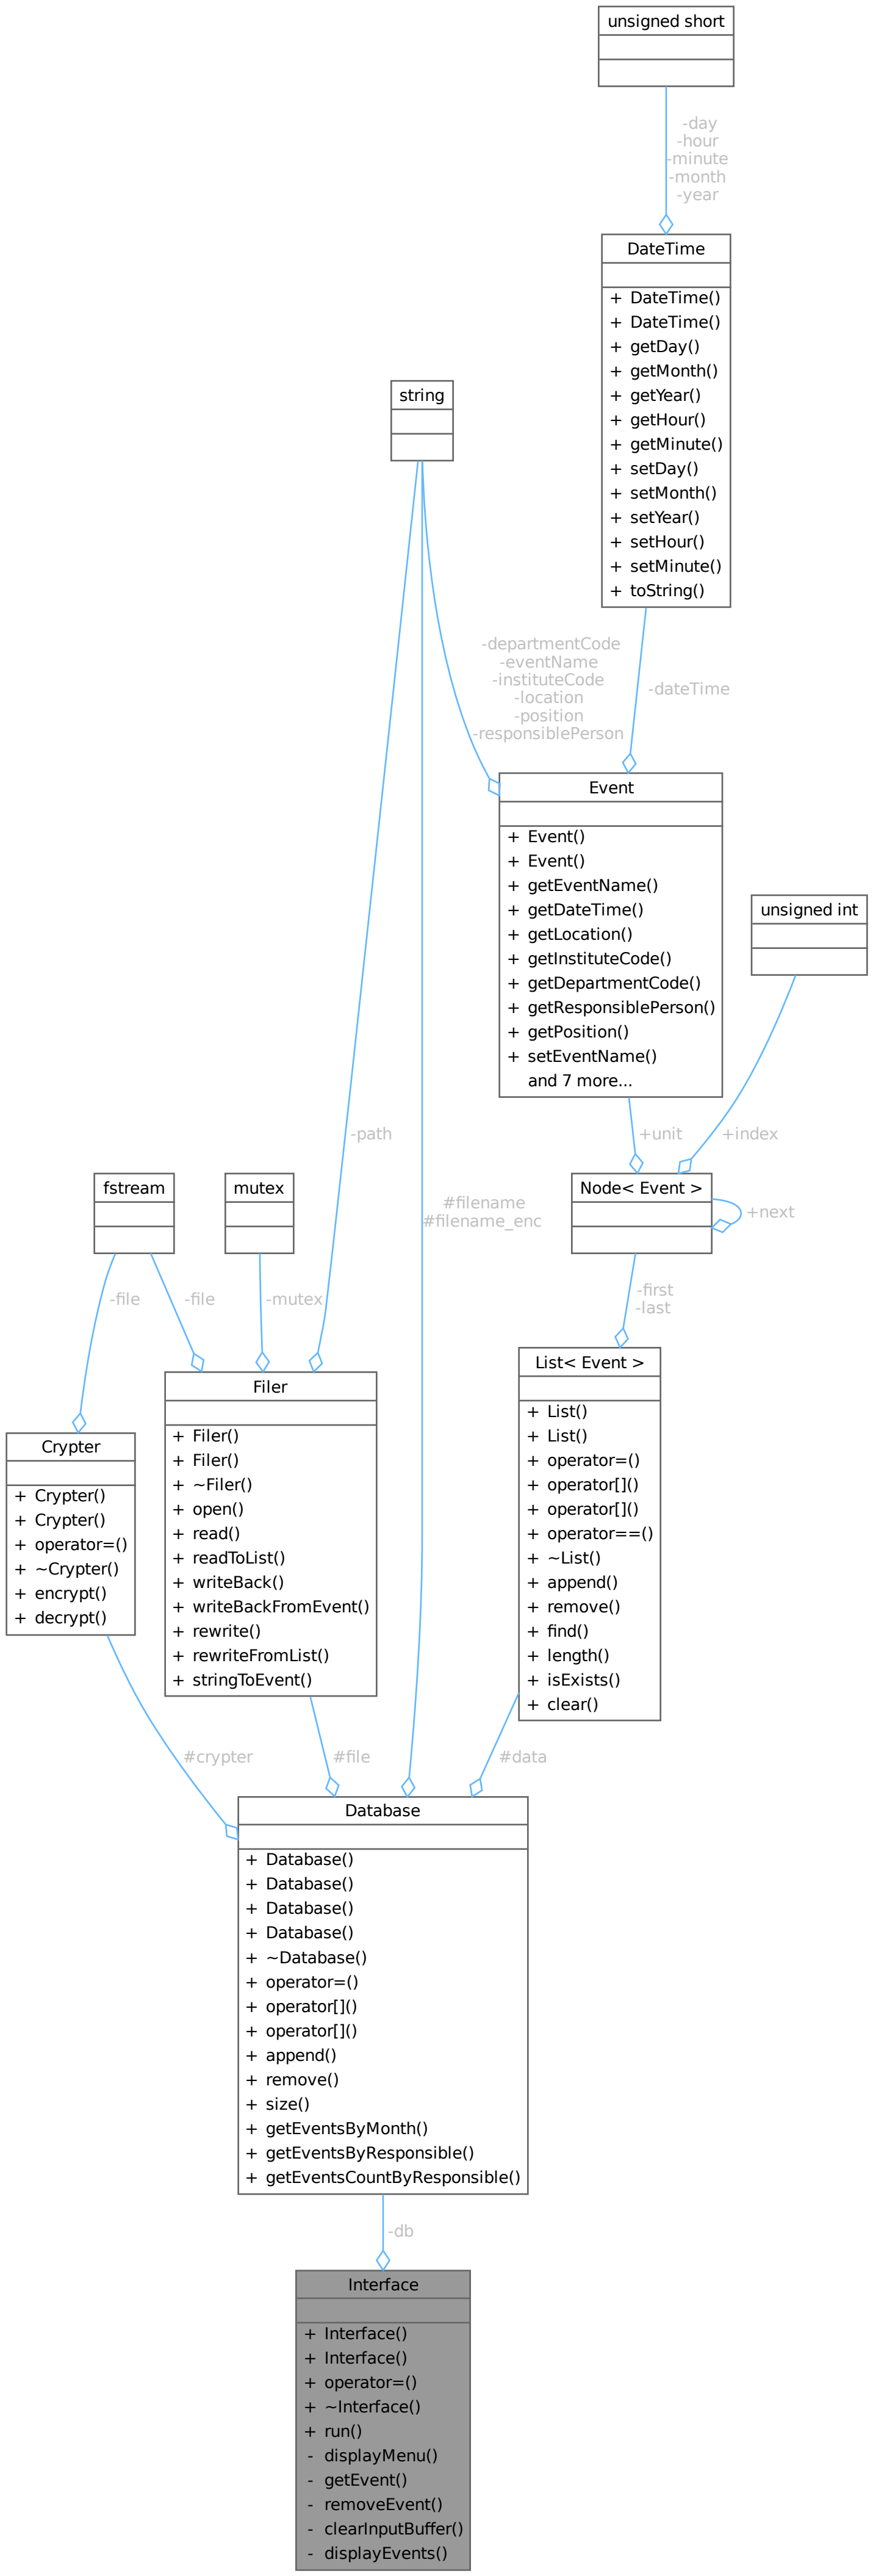 unsigned short
-day
-hour
-minute
-month
-year
DateTime
+ DateTime()
+ DateTime()
+ getDay()
+ getMonth()
+ getYear()
+ getHour()
+ getMinute()
+ setDay()
+ setMonth()
+ setYear()
+ setHour()
+ setMinute()
+ toString()
string
-departmentCode
-eventName
-instituteCode
-location
-position
-responsiblePerson
-dateTime
Event
+ Event()
+ Event()
+ getEventName()
+ getDateTime()
+ getLocation()
+ getInstituteCode()
+ getDepartmentCode()
+ getResponsiblePerson()
+ getPosition()
+ setEventName()
and 7 more...
unsigned int
-path
+unit
+index
fstream
mutex
#filename
#filename_enc
Node< Event >
+next
-file
-file
-mutex
-first
-last
List< Event >
+ List()
+ List()
+ operator=()
+ operator[]()
+ operator[]()
+ operator==()
+ ~List()
+ append()
+ remove()
+ find()
+ length()
+ isExists()
+ clear()
Filer
+ Filer()
+ Filer()
+ ~Filer()
+ open()
+ read()
+ readToList()
+ writeBack()
+ writeBackFromEvent()
+ rewrite()
+ rewriteFromList()
+ stringToEvent()
Crypter
+ Crypter()
+ Crypter()
+ operator=()
+ ~Crypter()
+ encrypt()
+ decrypt()
#crypter
#file
#data
Database
+ Database()
+ Database()
+ Database()
+ Database()
+ ~Database()
+ operator=()
+ operator[]()
+ operator[]()
+ append()
+ remove()
+ size()
+ getEventsByMonth()
+ getEventsByResponsible()
+ getEventsCountByResponsible()
-db
Interface
+ Interface()
+ Interface()
+ operator=()
+ ~Interface()
+ run()
- displayMenu()
- getEvent()
- removeEvent()
- clearInputBuffer()
- displayEvents()